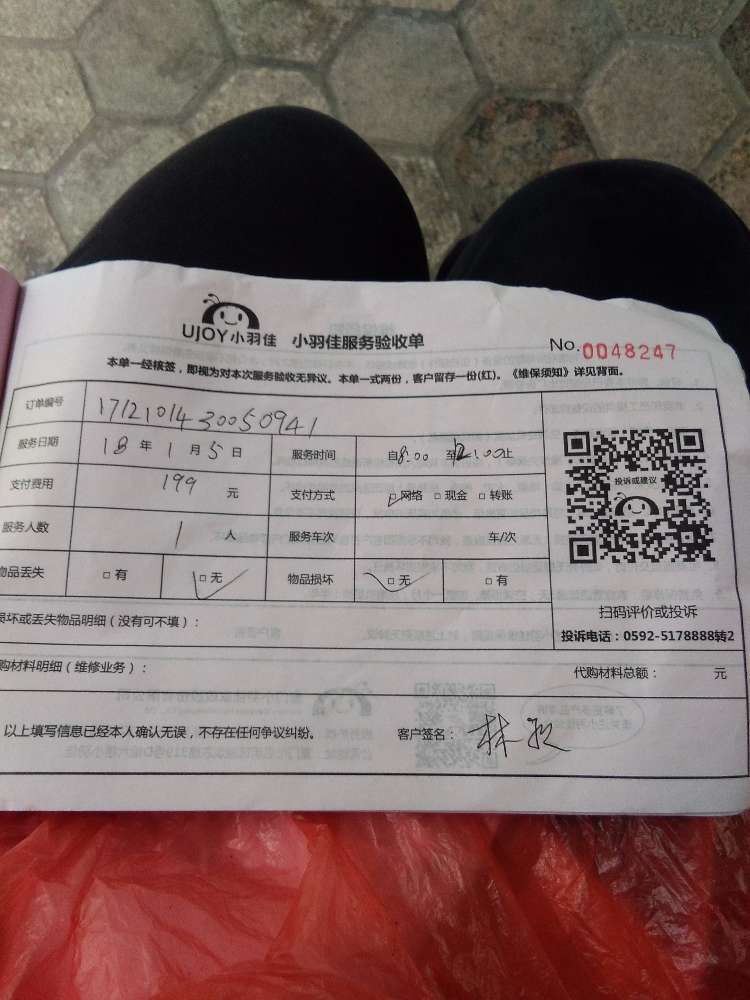 UJOY小羽佳 小羽佳服务验收单 No.0048247
本单一经核签，即视为对本次服务验收无异议。本单一式两份，客户留存一份(红)。《维保须知》详见背面。
订单编号 1712101430050941
服务日期 18 年 1 月 5 日 服务时间 自8:00 至12:00止
支付费用 199 元 支付方式 □网络 □现金 □转账
服务人数 1 人 服务车次 车/次
物品丢失 □有 □无 物品损坏 □无 □有
投诉或建议
扫码评价或投诉
投诉电话：0592-5178888转2
损坏或丢失物品明细（没有可不填）：
购材料明细（维修业务）： 代购材料总额： 元
以上填写信息已经本人确认无误，不存在任何争议纠纷。 客户签名： 林